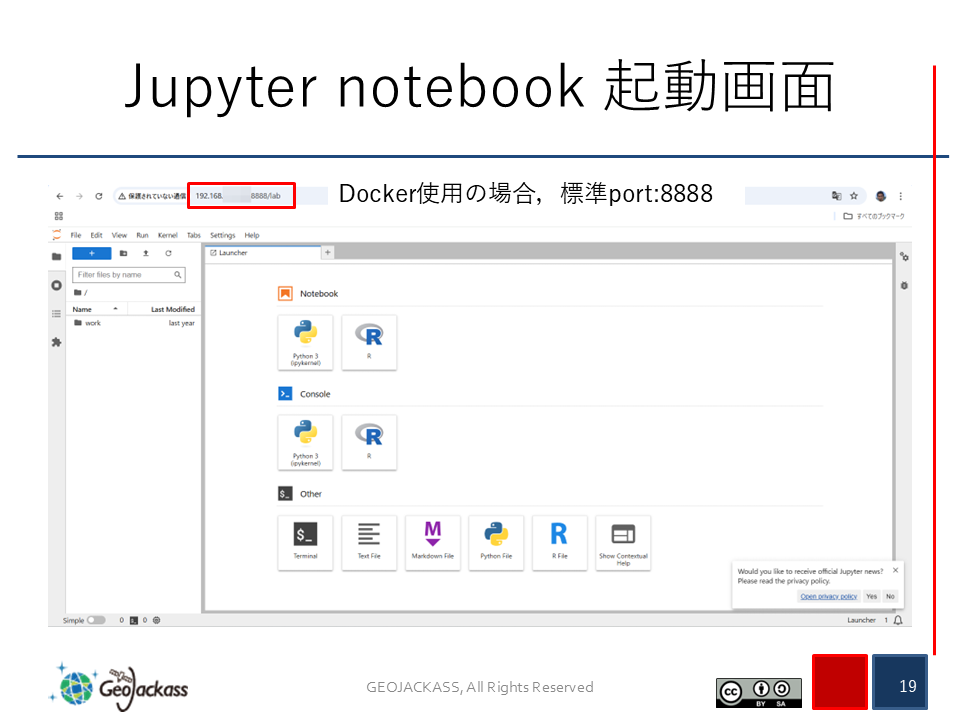 Jupyter notebook 起動画面
保護されていない通信 192.168. 8888/lab
Docker使用の場合，標準port:8888
すべてのブックマーク
File Edit View Run Kernel Tabs Settings Help
+
Launcher +
Filter files by name
/
Name Last Modified
work last year
Notebook
Python 3 (ipykernel)
R
Console
Python 3 (ipykernel)
R
Other
$_ Terminal
Text File
M Markdown File
Python File
R File
Show Contextual Help
Would you like to receive official Jupyter news?
Please read the privacy policy.
Open privacy policy Yes No
Simple 0 0
Launcher 1
GEOJACKASS
GEOJACKASS, All Rights Reserved
CC BY SA
19